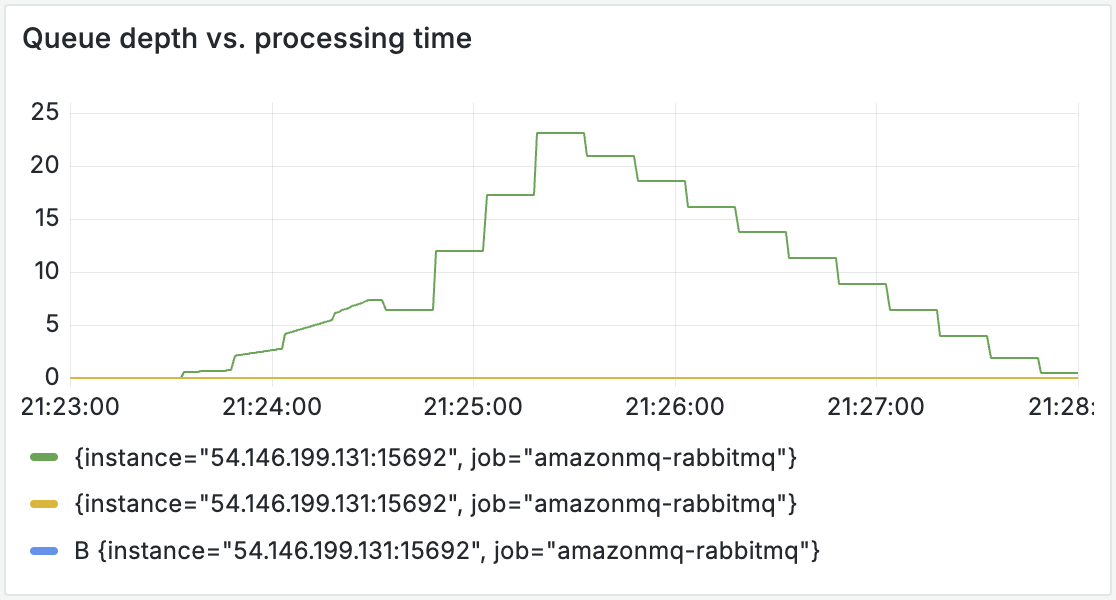 Queue depth vs. processing time
25
20
15
10
5
0
21:23:00 21:24:00 21:25:00 21:26:00 21:27:00 21:28:
{instance="54.146.199.131:15692", job="amazonmq-rabbitmq"}
{instance="54.146.199.131:15692", job="amazonmq-rabbitmq"}
B {instance="54.146.199.131:15692", job="amazonmq-rabbitmq"}